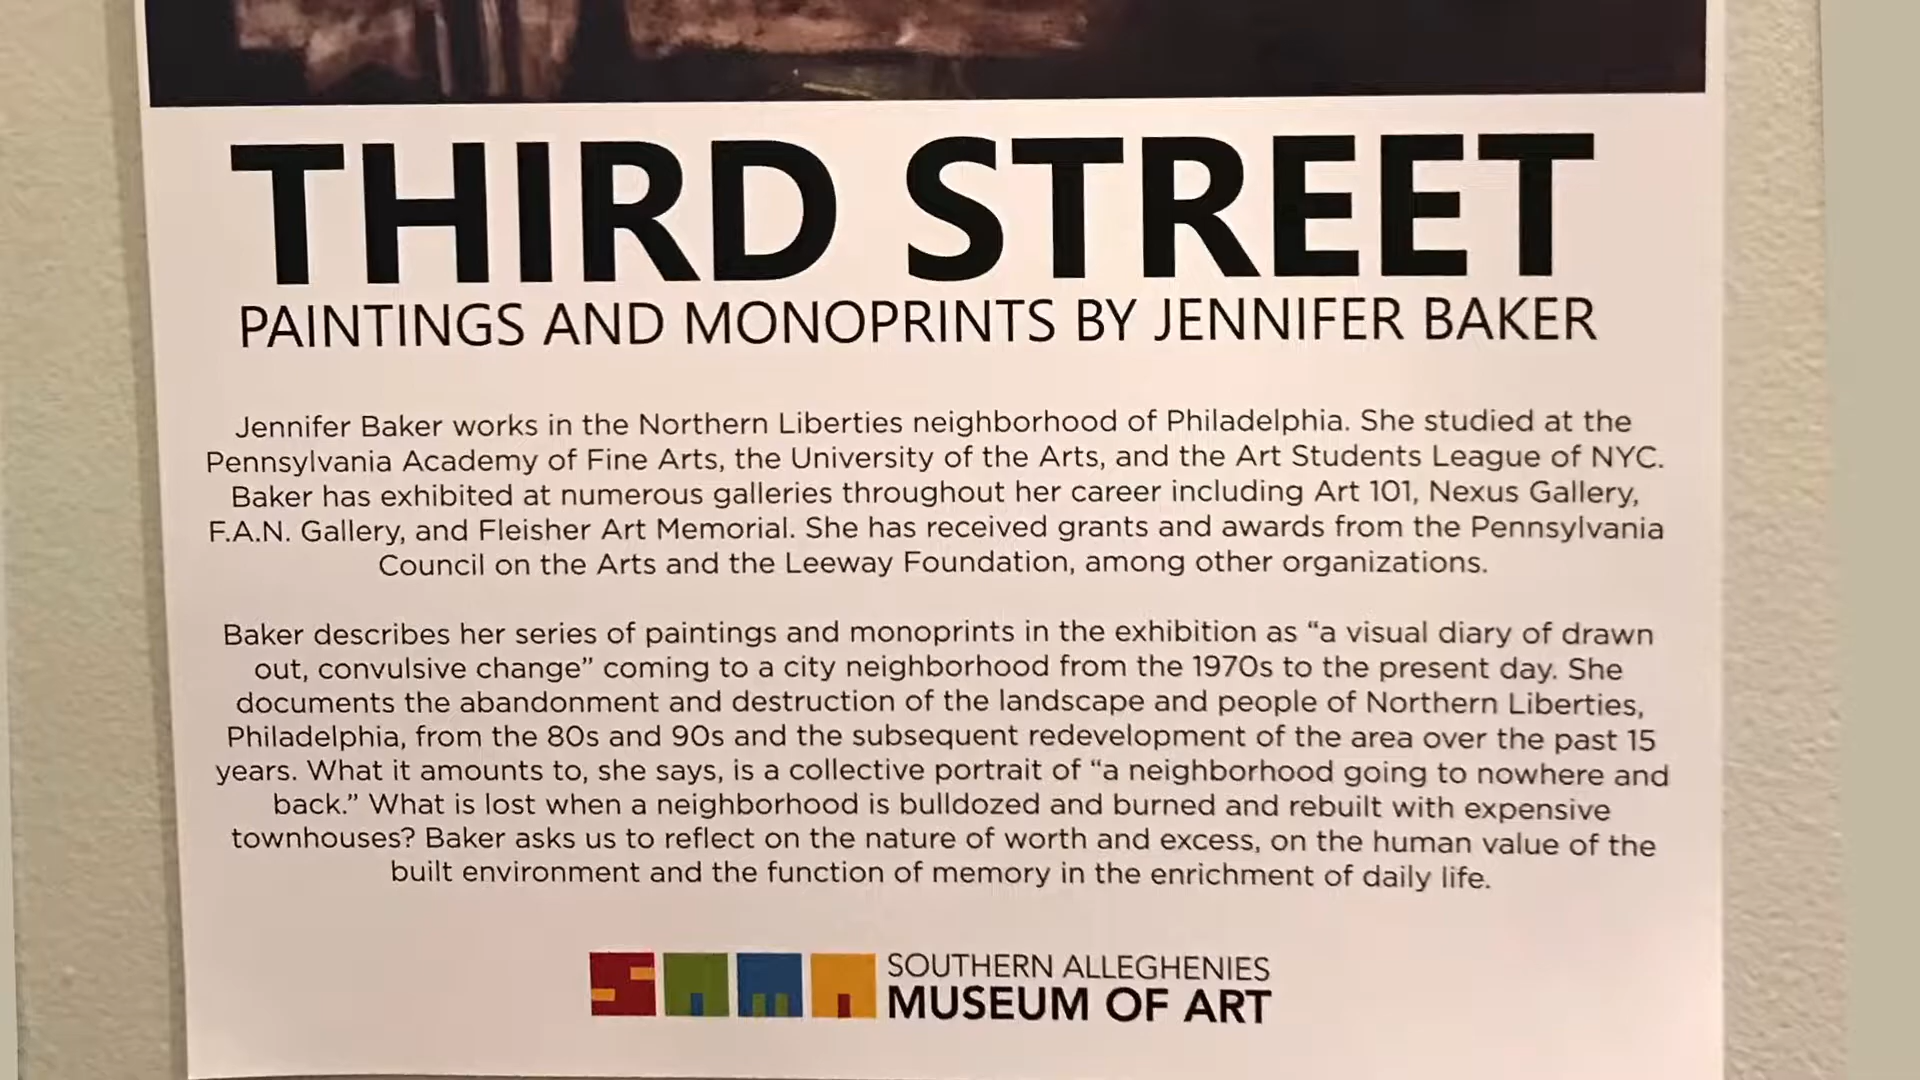 THIRD STREET
PAINTINGS AND MONOPRINTS BY JENNIFER BAKER
Jennifer Baker works in the Northern Liberties neighborhood of Philadelphia. She studied at the
Pennsylvania Academy of Fine Arts, the University of the Arts, and the Art Students League of NYC.
Baker has exhibited at numerous galleries throughout her career including Art 101, Nexus Gallery,
F.A.N. Gallery, and Fleisher Art Memorial. She has received grants and awards from the Pennsylvania
Council on the Arts and the Leeway Foundation, among other organizations.
Baker describes her series of paintings and monoprints in the exhibition as “a visual diary of drawn
out, convulsive change” coming to a city neighborhood from the 1970s to the present day. She
documents the abandonment and destruction of the landscape and people of Northern Liberties,
Philadelphia, from the 80s and 90s and the subsequent redevelopment of the area over the past 15
years. What it amounts to, she says, is a collective portrait of “a neighborhood going to nowhere and
back.” What is lost when a neighborhood is bulldozed and burned and rebuilt with expensive
townhouses? Baker asks us to reflect on the nature of worth and excess, on the human value of the
built environment and the function of memory in the enrichment of daily life.
SAMA SOUTHERN ALLEGHENIES
MUSEUM OF ART